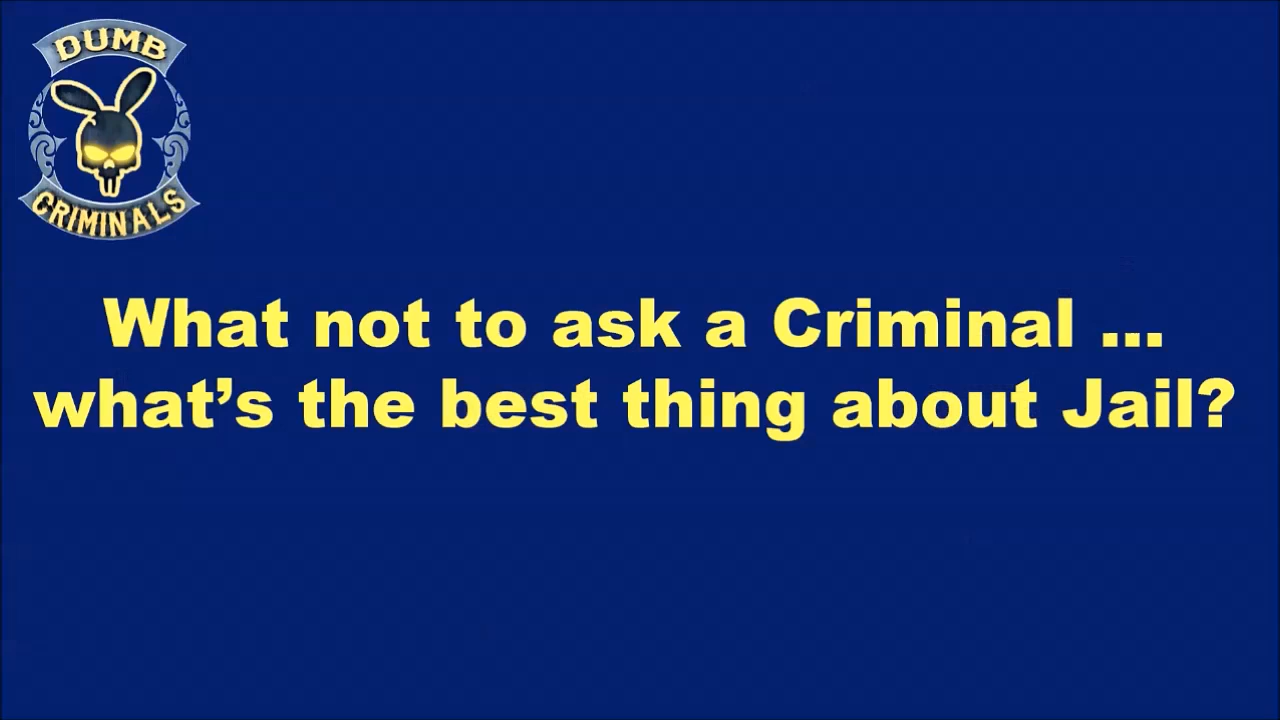 DUMB
CRIMINALS
What not to ask a Criminal ...
what’s the best thing about Jail?